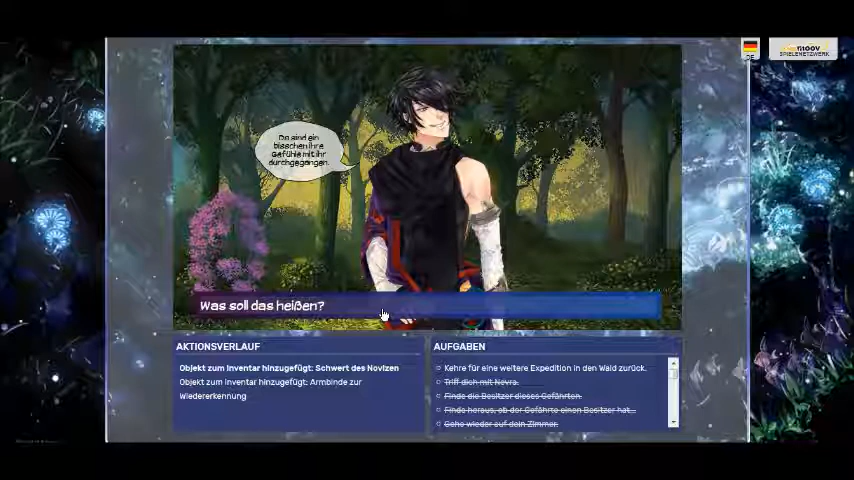 DE
moov
SPIELENETZWERK
Da sind ein
bisschen ihre
Gefühle mit ihr
durchgegangen.
Was soll das heißen?
AKTIONSVERLAUF
Objekt zum Inventar hinzugefügt: Schwert des Novizen
Objekt zum Inventar hinzugefügt: Armbinde zur
Wiedererkennung
AUFGABEN
Kehre für eine weitere Expedition in den Wald zurück.
Triff dich mit Nevra.
Finde die Besitzer dieses Gefährten.
Finde heraus, ob der Gefährte einen Besitzer hat...
Gehe wieder auf dein Zimmer.